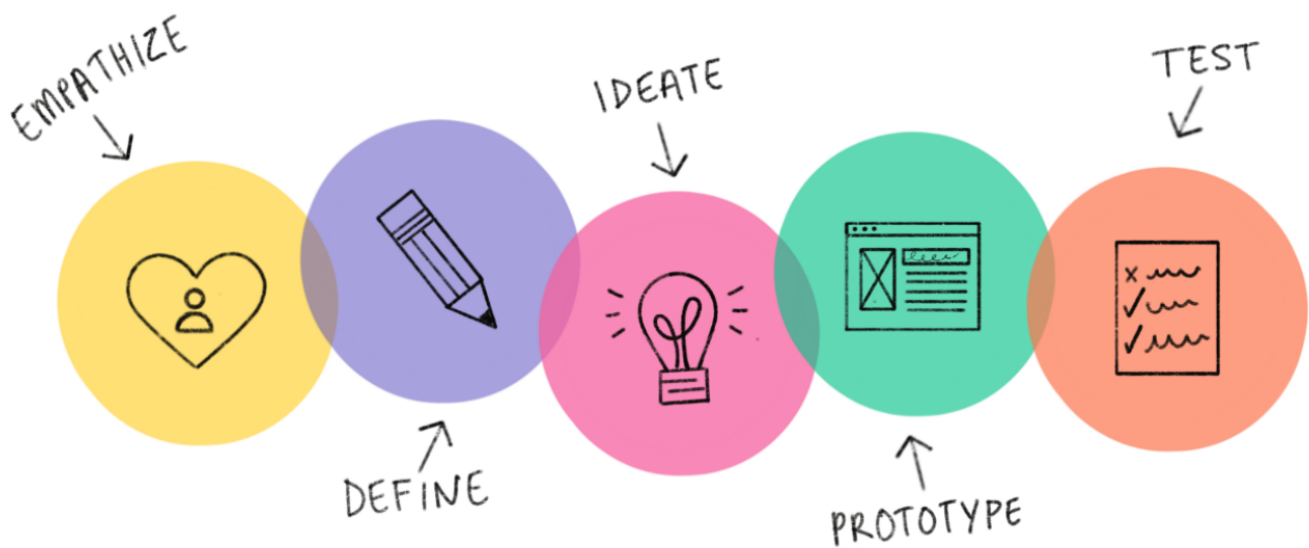 EMPATHIZE
DEFINE
IDEATE
PROTOTYPE
TEST